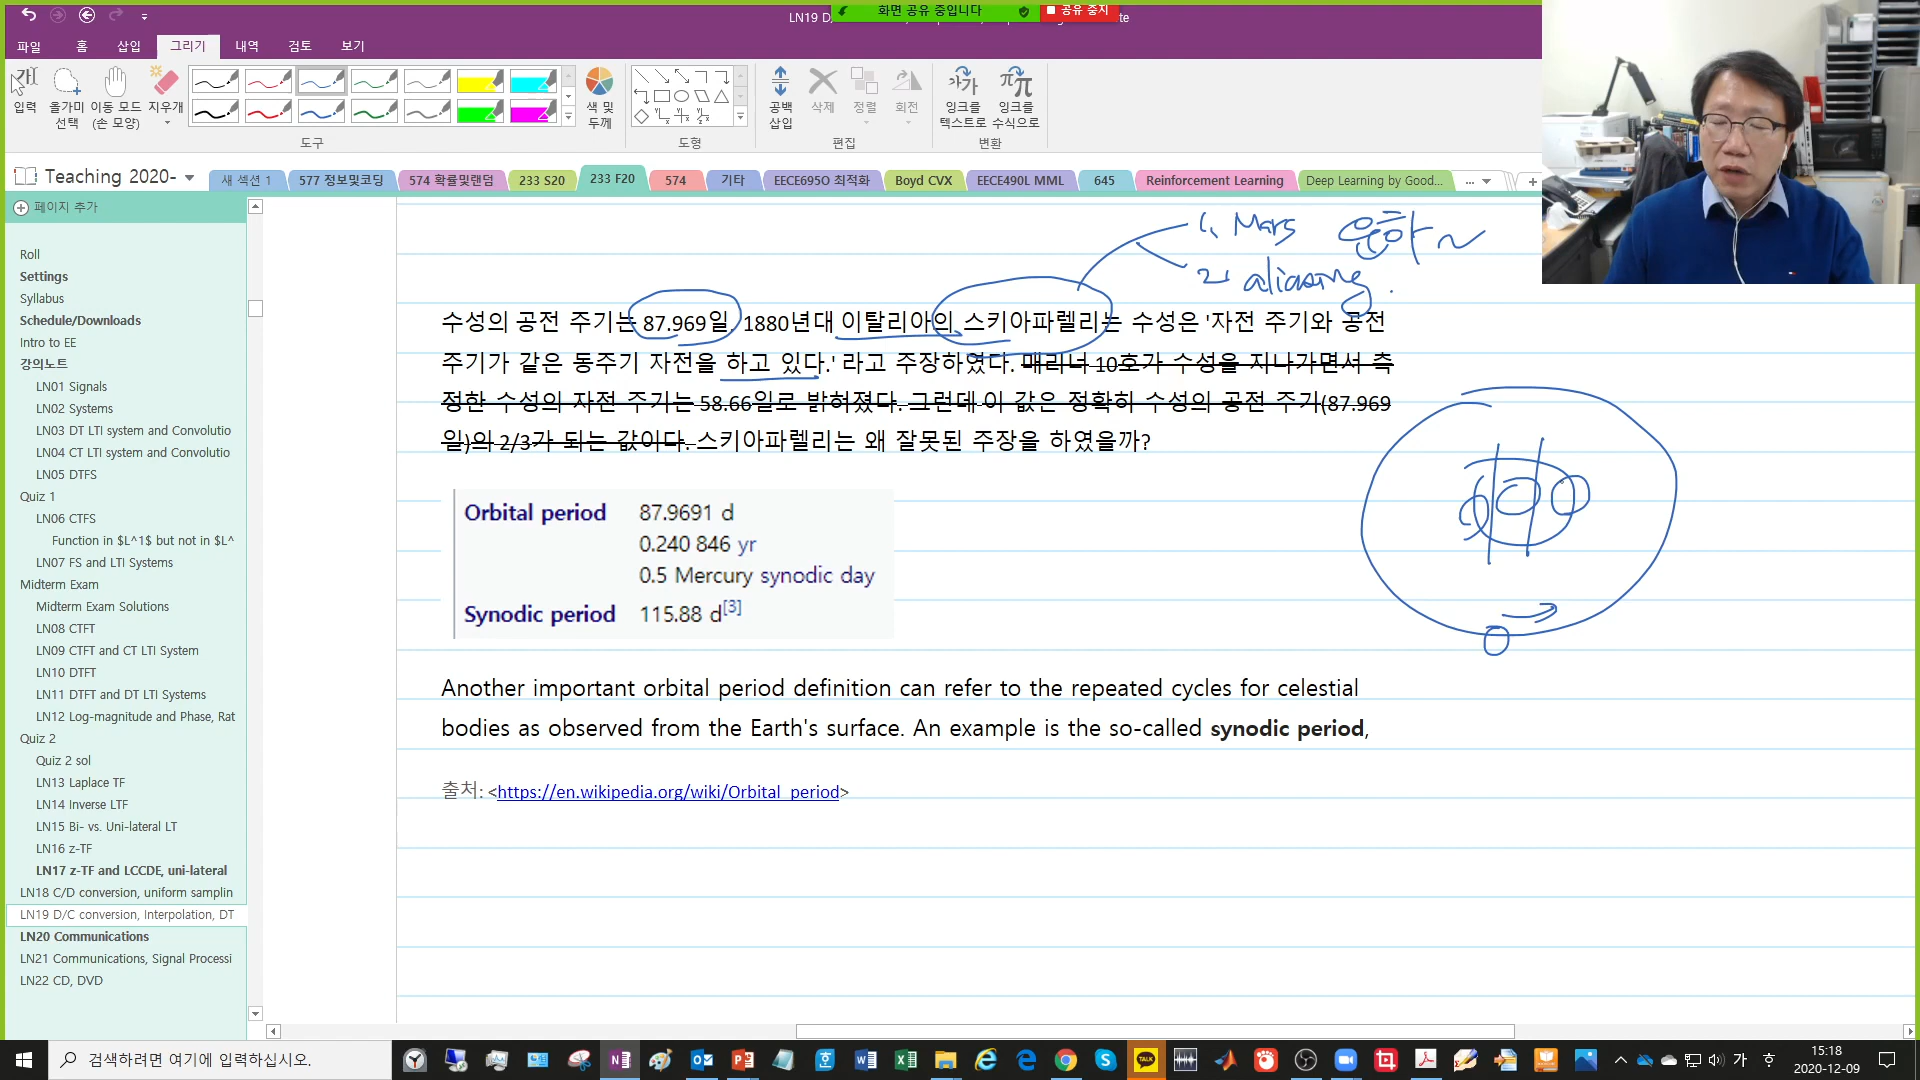 LN19 D
화면 공유 중입니다
공유 중지
te
파일 홈 삽입 그리기 내역 검토 보기
입력
올가미 선택
이동 모드 (손 모양)
지우개
색 및 두께
공백 삽입
삭제
정렬
회전
잉크를 텍스트로
잉크를 수식으로
도구 도형 편집 변환
Teaching 2020-
새 섹션 1 577 정보및코딩 574 확률및랜덤 233 S20 233 F20 574 기타 EECE695O 최적화 Boyd CVX EECE490L MML 645 Reinforcement Learning Deep Learning by Good... ...
페이지 추가
Roll
Settings
Syllabus
Schedule/Downloads
Intro to EE
강의노트
LN01 Signals
LN02 Systems
LN03 DT LTI system and Convolutio
LN04 CT LTI system and Convolutio
LN05 DTFS
Quiz 1
LN06 CTFS
Function in $L^1$ but not in $L^
LN07 FS and LTI Systems
Midterm Exam
Midterm Exam Solutions
LN08 CTFT
LN09 CTFT and CT LTI System
LN10 DTFT
LN11 DTFT and DT LTI Systems
LN12 Log-magnitude and Phase, Rat
Quiz 2
Quiz 2 sol
LN13 Laplace TF
LN14 Inverse LTF
LN15 Bi- vs. Uni-lateral LT
LN16 z-TF
LN17 z-TF and LCCDE, uni-lateral
LN18 C/D conversion, uniform samplin
LN19 D/C conversion, Interpolation, DT
LN20 Communications
LN21 Communications, Signal Processi
LN22 CD, DVD
1. Mars 운하~
2. aliasing.
수성의 공전 주기는 87.969일. 1880년대 이탈리아의 스키아파렐리는 수성은 '자전 주기와 공전
주기가 같은 동주기 자전을 하고 있다.' 라고 주장하였다. 매리너 10호가 수성을 지나가면서 측
정한 수성의 자전 주기는 58.66일로 밝혀졌다. 그런데 이 값은 정확히 수성의 공전 주기(87.969
일)의 2/3가 되는 값이다. 스키아파렐리는 왜 잘못된 주장을 하였을까?
Orbital period 87.9691 d
0.240 846 yr
0.5 Mercury synodic day
Synodic period 115.88 d[3]
Another important orbital period definition can refer to the repeated cycles for celestial
bodies as observed from the Earth's surface. An example is the so-called synodic period,
출처: <https://en.wikipedia.org/wiki/Orbital_period>
검색하려면 여기에 입력하십시오.
TALK
가
15:18
2020-12-09